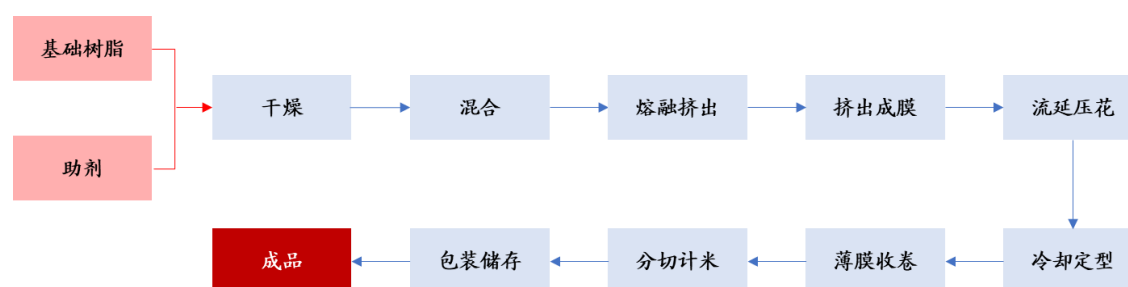 基础树脂
助剂
干燥
混合
熔融挤出
挤出成膜
流延压花
冷却定型
薄膜收卷
分切计米
包装储存
成品